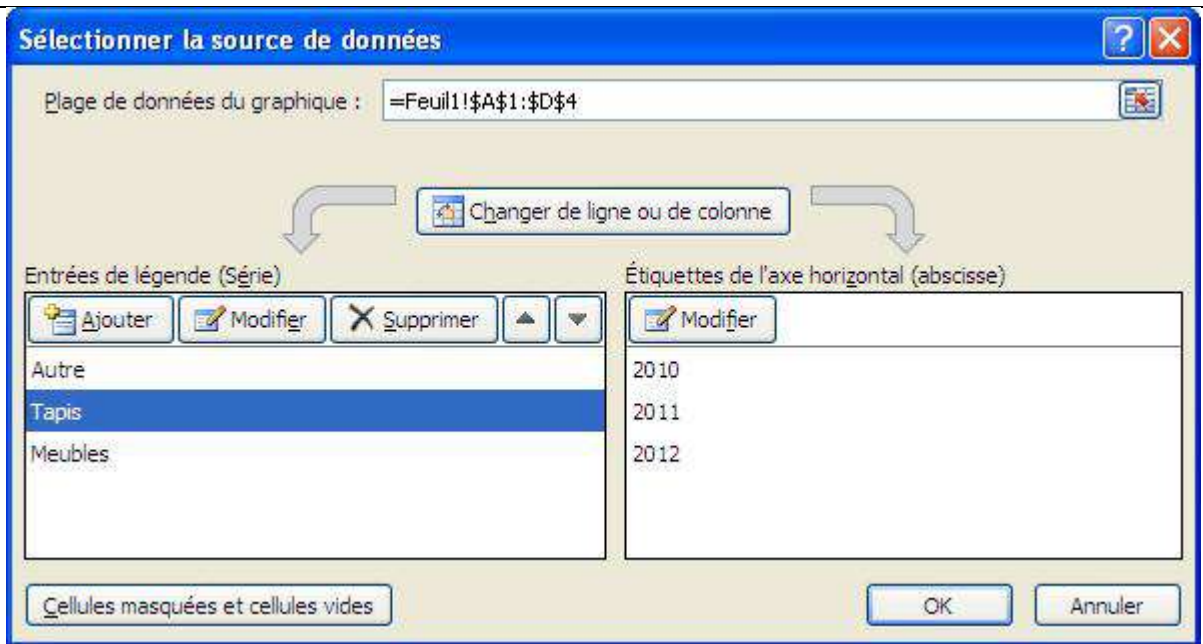 Sélectionner la source de données
Plage de données du graphique : =Feuil1!$A$1:$D$4
Changer de ligne ou de colonne
Entrées de légende (Série)
Ajouter Modifier Supprimer
Autre
Tapis
Meubles
Étiquettes de l'axe horizontal (abscisse)
Modifier
2010
2011
2012
Cellules masquées et cellules vides
OK Annuler